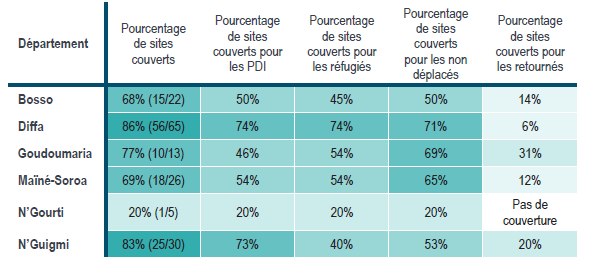 Département
Pourcentage de sites couverts
Pourcentage de sites couverts pour les PDI
Pourcentage de sites couverts pour les réfugiés
Pourcentage de sites couverts pour les non déplacés
Pourcentage de sites couverts pour les retournés
Bosso 68% (15/22) 50% 45% 50% 14%
Diffa 86% (56/65) 74% 74% 71% 6%
Goudoumaria 77% (10/13) 46% 54% 69% 31%
Maïné-Soroa 69% (18/26) 54% 54% 65% 12%
N'Gourti 20% (1/5) 20% 20% 20% Pas de couverture
N'Guigmi 83% (25/30) 73% 40% 53% 20%